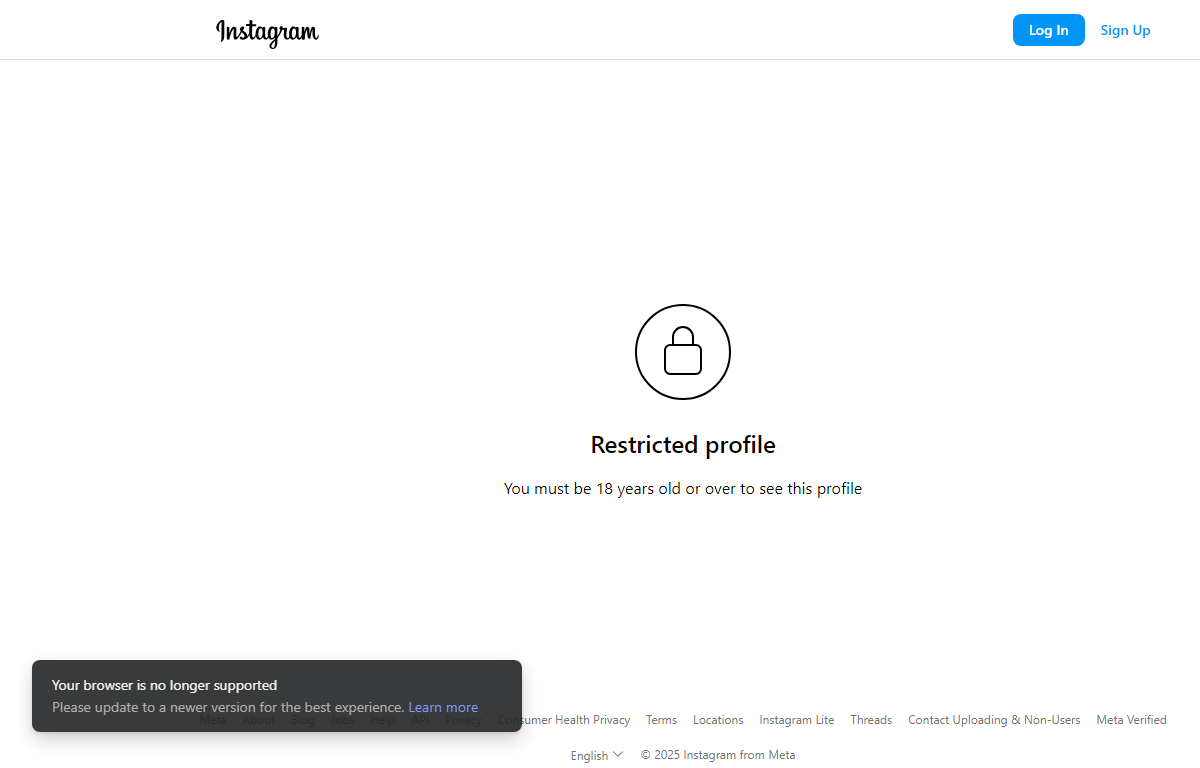 Instagram
Log In
Sign Up
Restricted profile
You must be 18 years old or over to see this profile
Your browser is no longer supported
Please update to a newer version for the best experience. Learn more
Meta About Blog Jobs Help API Privacy Consumer Health Privacy Terms Locations Instagram Lite Threads Contact Uploading & Non-Users Meta Verified
English © 2025 Instagram from Meta